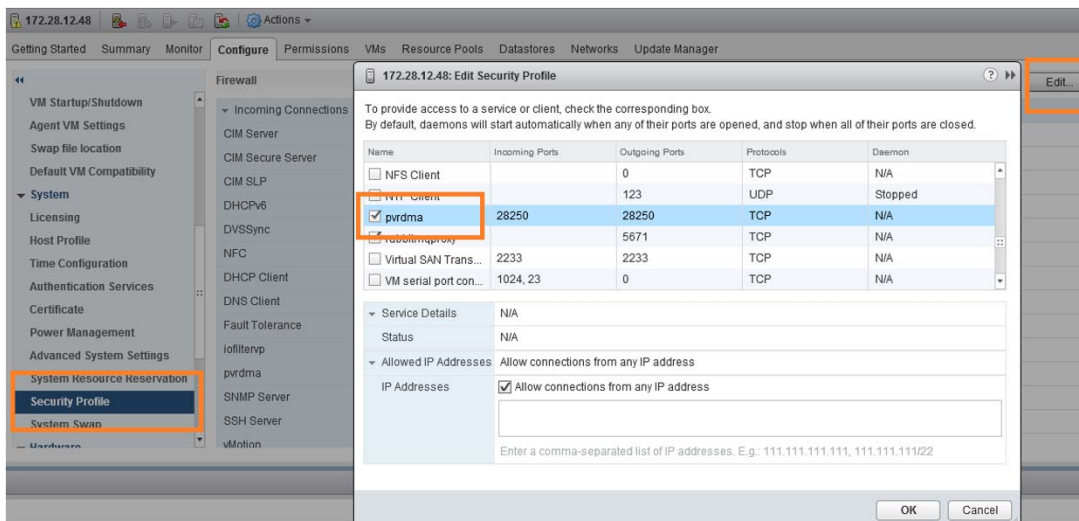 172.28.12.48 Actions
Getting Started Summary Monitor Configure Permissions VMs Resource Pools Datastores Networks Update Manager
VM Startup/Shutdown
Agent VM Settings
Swap file location
Default VM Compatibility
System
Licensing
Host Profile
Time Configuration
Authentication Services
Certificate
Power Management
Advanced System Settings
System Resource Reservation
Security Profile
System Swap
Hardware
Firewall
Incoming Connections
CIM Server
CIM Secure Server
CIM SLP
DHCPv6
DVSSync
NFC
DHCP Client
DNS Client
Fault Tolerance
iofiltervp
pvrdma
SNMP Server
SSH Server
vMotion
Edit...
172.28.12.48: Edit Security Profile ?
To provide access to a service or client, check the corresponding box.
By default, daemons will start automatically when any of their ports are opened, and stop when all of their ports are closed.
Name Incoming Ports Outgoing Ports Protocols Daemon
NFS Client 0 TCP N/A
NTP Client 123 UDP Stopped
pvrdma 28250 28250 TCP N/A
rabbitmqproxy 5671 TCP N/A
Virtual SAN Trans... 2233 2233 TCP N/A
VM serial port con... 1024, 23 0 TCP N/A
Service Details N/A
Status N/A
Allowed IP Addresses Allow connections from any IP address
IP Addresses Allow connections from any IP address
Enter a comma-separated list of IP addresses. E.g.: 111.111.111.111, 111.111.111/22
OK Cancel